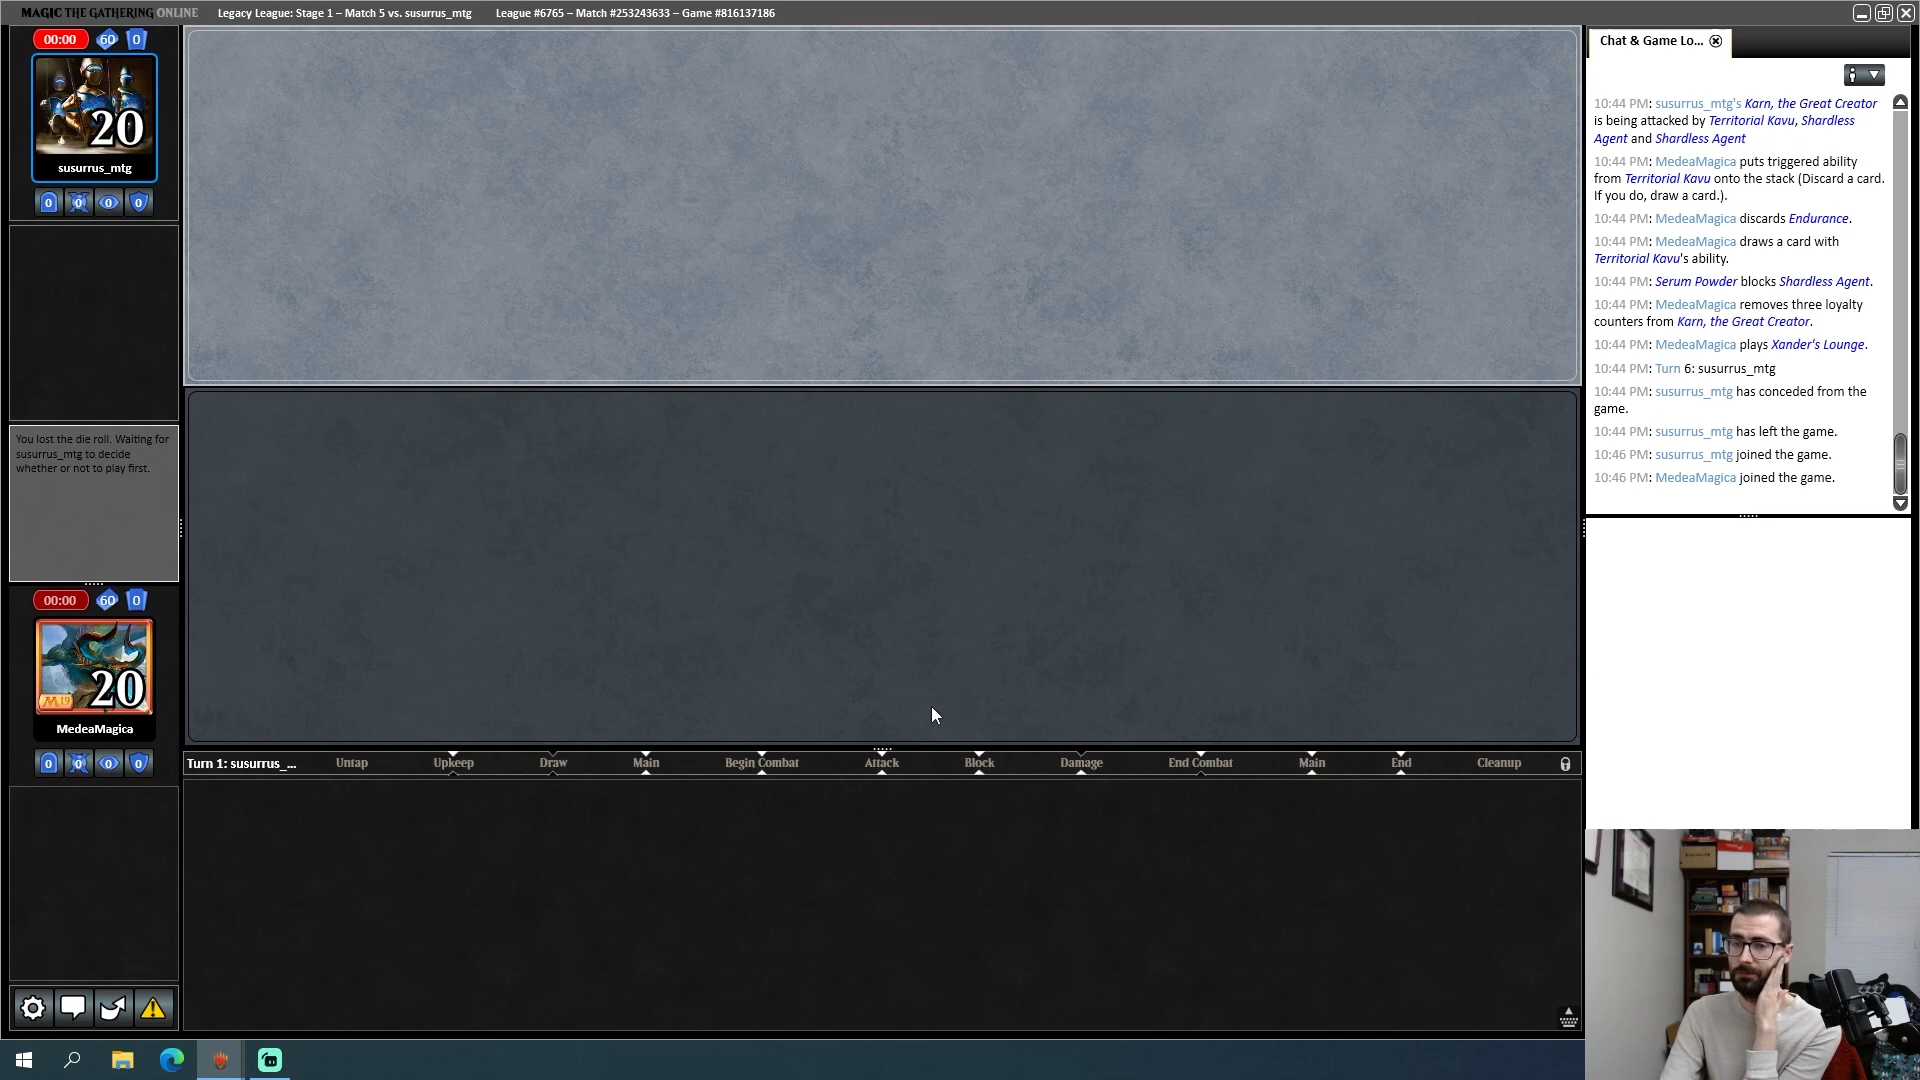 MAGIC THE GATHERING ONLINE
Legacy League: Stage 1 – Match 5 vs. susurrus_mtg
League #6765 – Match #253243633 – Game #816137186
00:00
60
0
20
susurrus_mtg
0
0
0
0
You lost the die roll. Waiting for
susurrus_mtg to decide
whether or not to play first.
00:00
60
0
M19
20
MedeaMagica
0
0
0
0
Turn 1: susurrus_...
Untap
Upkeep
Draw
Main
Begin Combat
Attack
Block
Damage
End Combat
Main
End
Cleanup
Chat & Game Lo...
10:44 PM: susurrus_mtg's Karn, the Great Creator
is being attacked by Territorial Kavu, Shardless
Agent and Shardless Agent
10:44 PM: MedeaMagica puts triggered ability
from Territorial Kavu onto the stack (Discard a card.
If you do, draw a card.).
10:44 PM: MedeaMagica discards Endurance.
10:44 PM: MedeaMagica draws a card with
Territorial Kavu's ability.
10:44 PM: Serum Powder blocks Shardless Agent.
10:44 PM: MedeaMagica removes three loyalty
counters from Karn, the Great Creator.
10:44 PM: MedeaMagica plays Xander's Lounge.
10:44 PM: Turn 6: susurrus_mtg
10:44 PM: susurrus_mtg has conceded from the
game.
10:44 PM: susurrus_mtg has left the game.
10:46 PM: susurrus_mtg joined the game.
10:46 PM: MedeaMagica joined the game.